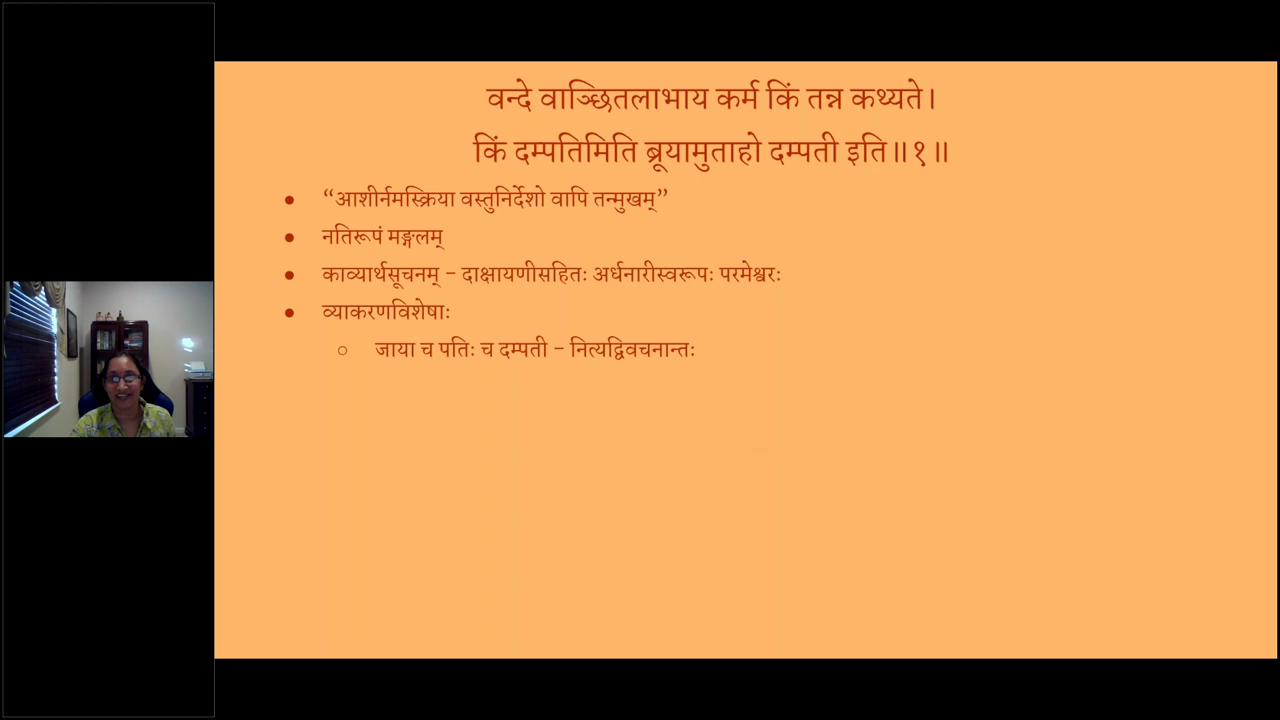 वन्दे वाञ्छितलाभाय कर्म किं तन्न कथ्यते।
किं दम्पतिमिति ब्रूयामुताहो दम्पती इति॥१॥
● “आशीर्नमस्क्रिया वस्तुनिर्देशो वापि तन्मुखम्”
● नतिरूपं मङ्गलम्
● काव्यार्थसूचनम् - दाक्षायणीसहितः अर्धनारीस्वरूपः परमेश्वरः
● व्याकरणविशेषाः
○ जाया च पतिः च दम्पती - नित्यद्विवचनान्तः